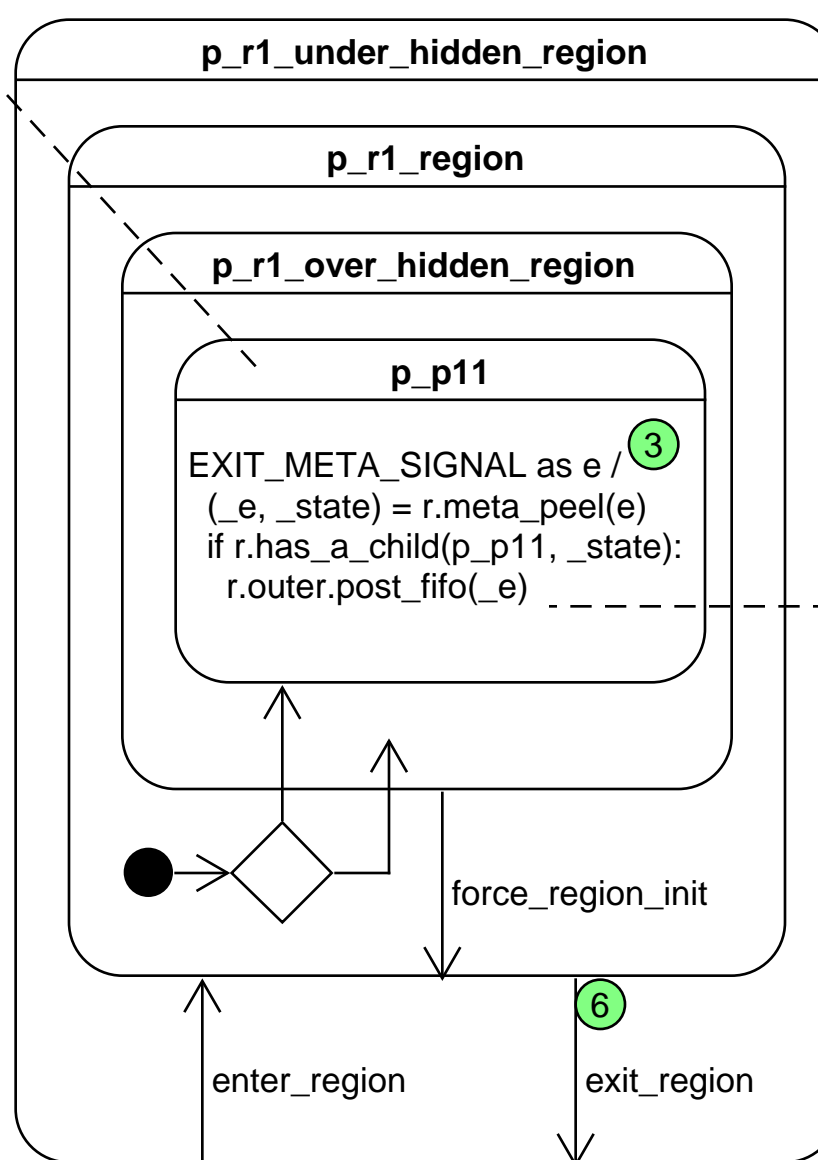 p_r1_under_hidden_region
p_r1_region
p_r1_over_hidden_region
p_p11
3
EXIT_META_SIGNAL as e /
(_e, _state) = r.meta_peel(e)
if r.has_a_child(p_p11, _state):
r.outer.post_fifo(_e)
force_region_init
6
enter_region
exit_region